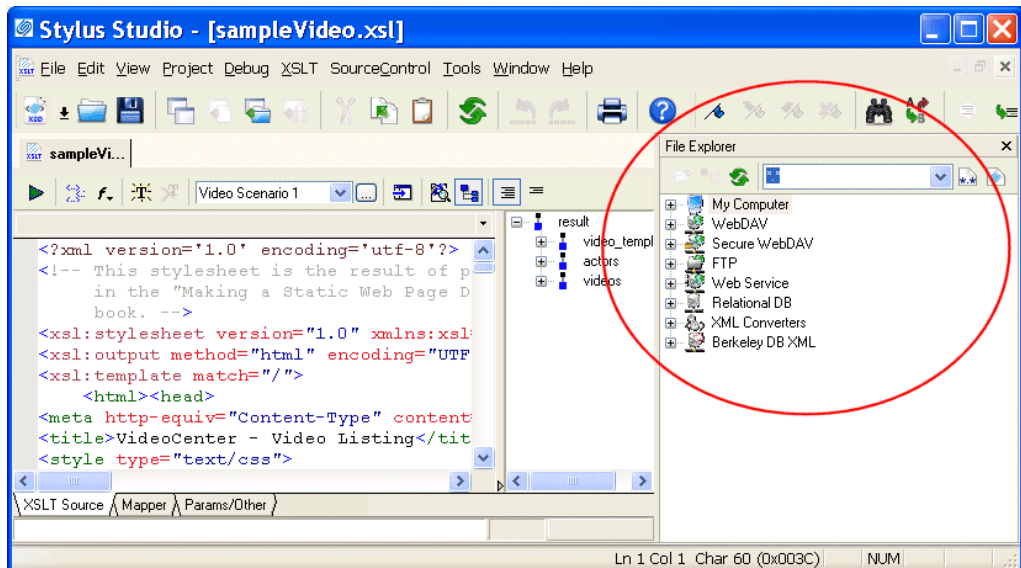 Stylus Studio - [sampleVideo.xsl]
File Edit View Project Debug XSLT SourceControl Tools Window Help
sampleVi...
Video Scenario 1
<?xml version='1.0' encoding='utf-8'?>
<!-- This stylesheet is the result of p
in the "Making a Static Web Page D
book. -->
<xsl:stylesheet version="1.0" xmlns:xsl
<xsl:output method="html" encoding="UTF
<xsl:template match="/">
<html><head>
<meta http-equiv="Content-Type" content
<title>VideoCenter - Video Listing</tit
<style type="text/css">
XSLT Source Mapper Params/Other
result
video_templ
actors
videos
File Explorer
*.*
My Computer
WebDAV
Secure WebDAV
FTP
Web Service
Relational DB
XML Converters
Berkeley DB XML
Ln 1 Col 1 Char 60 (0x003C) NUM